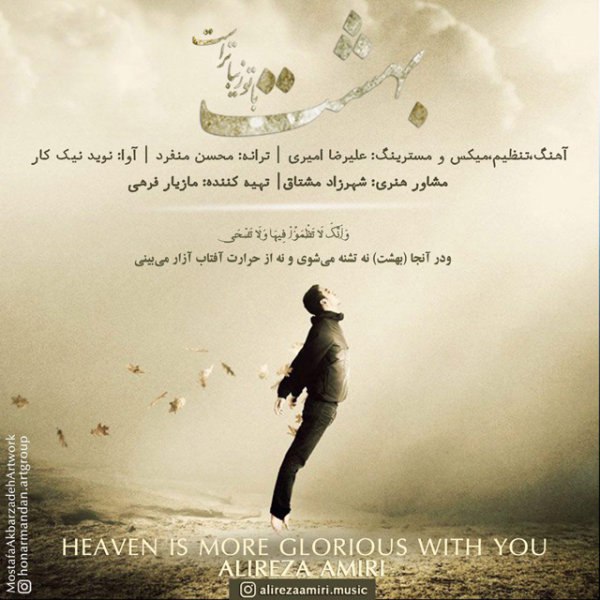 بهشت
با تو زیباتر است
آهنگ،تنظیم،میکس و مسترینگ: علیرضا امیری | ترانه: محسن منفرد | آوا: نوید نیک کار
مشاور هنری: شهرزاد مشتاق| تهیه کننده: مازیار فرهی
وَأَنَّكَ لَا تَظْمَؤُا۟ فِيهَا وَلَا تَضْحَىٰ
ودر آنجا (بهشت) نه تشنه می‌شوی و نه از حرارت آفتاب آزار می‌بینی
HEAVEN IS MORE GLORIOUS WITH YOU
ALIREZA AMIRI
alirezaamiri.music
MostafaAkbarzadehArtwork
honarmandan.artgroup